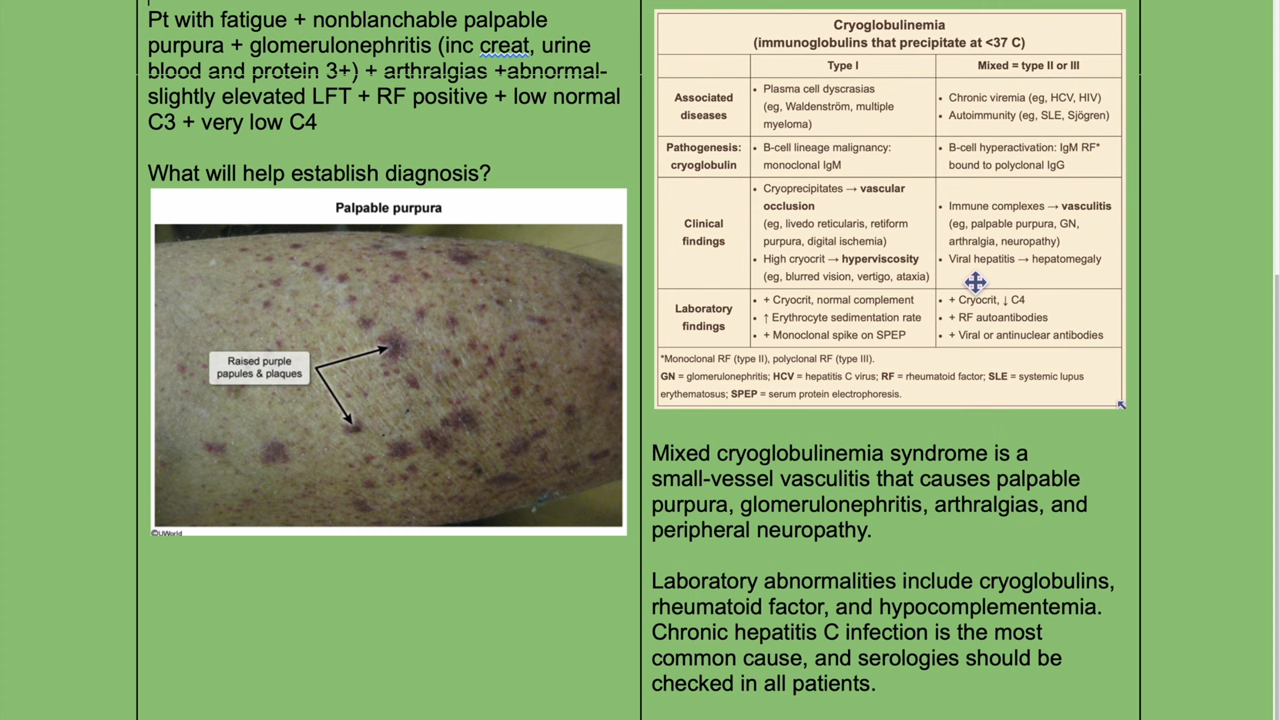 Pt with fatigue + nonblanchable palpable
purpura + glomerulonephritis (inc creat, urine
blood and protein 3+) + arthralgias +abnormal-
slightly elevated LFT + RF positive + low normal
C3 + very low C4
What will help establish diagnosis?
Palpable purpura
Raised purple
papules & plaques
©UWorld
Cryoglobulinemia
(immunoglobulins that precipitate at <37 C)
Type I
Mixed = type II or III
Associated
diseases
• Plasma cell dyscrasias
(eg, Waldenström, multiple
myeloma)
• Chronic viremia (eg, HCV, HIV)
• Autoimmunity (eg, SLE, Sjögren)
Pathogenesis:
cryoglobulin
• B-cell lineage malignancy:
monoclonal IgM
• B-cell hyperactivation: IgM RF*
bound to polyclonal IgG
Clinical
findings
• Cryoprecipitates → vascular
occlusion
(eg, livedo reticularis, retiform
purpura, digital ischemia)
• High cryocrit → hyperviscosity
(eg, blurred vision, vertigo, ataxia)
• Immune complexes → vasculitis
(eg, palpable purpura, GN,
arthralgia, neuropathy)
• Viral hepatitis → hepatomegaly
Laboratory
findings
• + Cryocrit, normal complement
• ↑ Erythrocyte sedimentation rate
• + Monoclonal spike on SPEP
• + Cryocrit, ↓ C4
• + RF autoantibodies
• + Viral or antinuclear antibodies
*Monoclonal RF (type II), polyclonal RF (type III).
GN = glomerulonephritis; HCV = hepatitis C virus; RF = rheumatoid factor; SLE = systemic lupus
erythematosus; SPEP = serum protein electrophoresis.
Mixed cryoglobulinemia syndrome is a
small-vessel vasculitis that causes palpable
purpura, glomerulonephritis, arthralgias, and
peripheral neuropathy.
Laboratory abnormalities include cryoglobulins,
rheumatoid factor, and hypocomplementemia.
Chronic hepatitis C infection is the most
common cause, and serologies should be
checked in all patients.